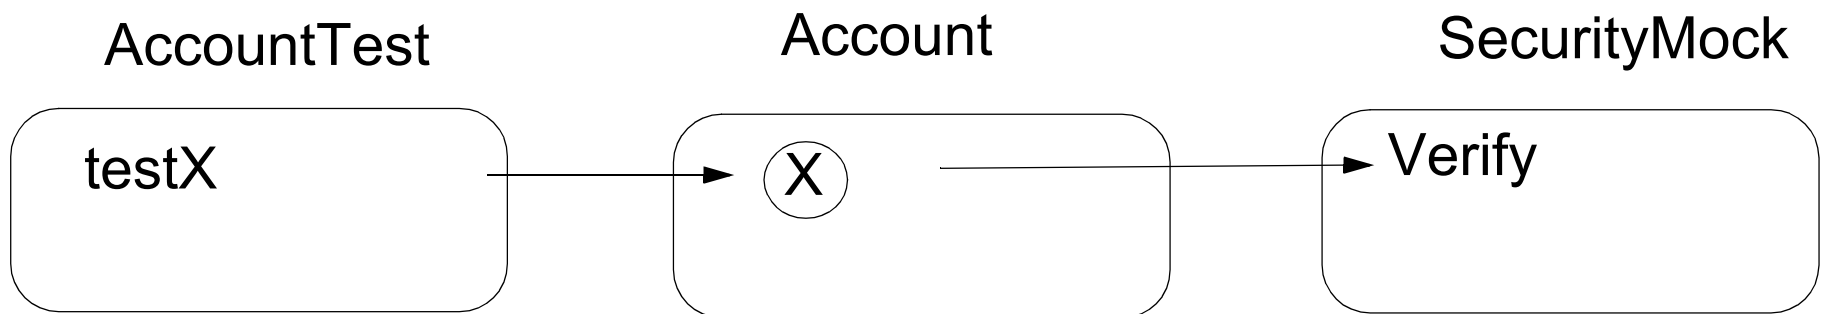 AccountTest
Account
SecurityMock
testX
X
Verify